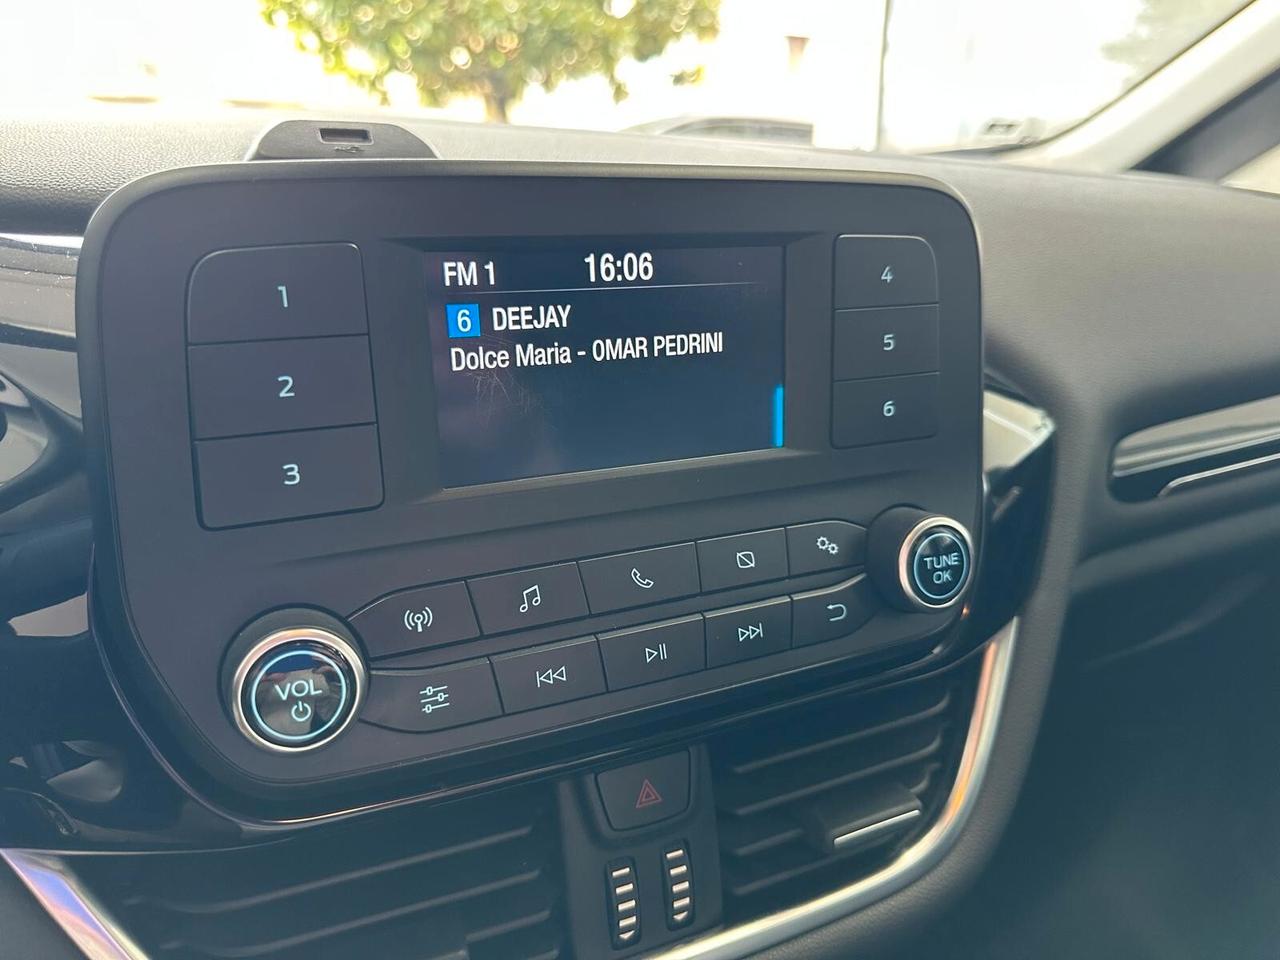 FM 1 16:06
6 DEEJAY
Dolce Maria - OMAR PEDRINI
1
2
3
4
5
6
TUNE
OK
VOL